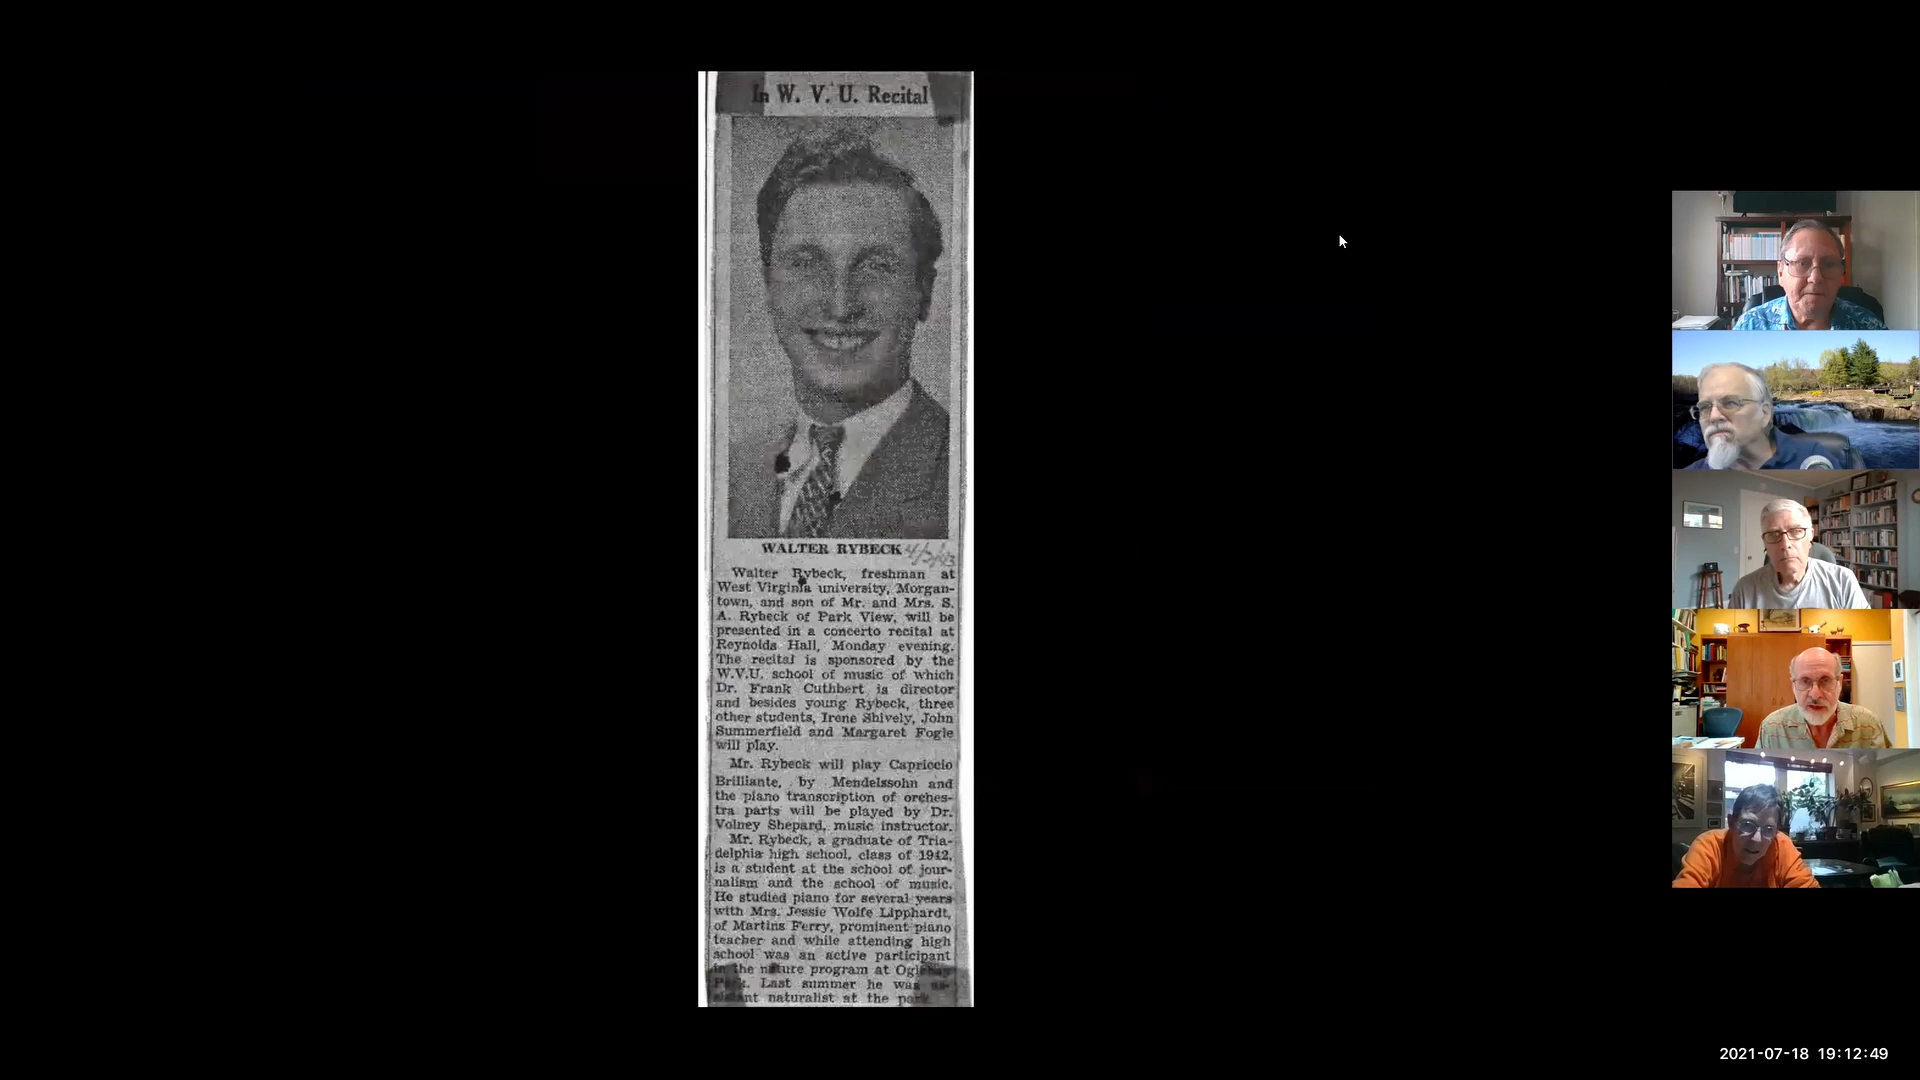 In W. V. U. Recital
WALTER RYBECK
Walter Rybeck, freshman at
West Virginia university, Morgan-
town, and son of Mr. and Mrs. S.
A. Rybeck of Park View, will be
presented in a concerto recital at
Reynolds Hall, Monday evening.
The recital is sponsored by the
W.V.U. school of music of which
Dr. Frank Cuthbert is director
and besides young Rybeck, three
other students, Irene Shively, John
Summerfield and Margaret Fogle
will play.
Mr. Rybeck will play Capriccio
Brilliante, by Mendelssohn and
the piano transcription of orches-
tra parts will be played by Dr.
Volney Shepard, music instructor.
Mr. Rybeck, a graduate of Tria-
delphia high school, class of 1942,
is a student at the school of jour-
nalism and the school of music.
He studied piano for several years
with Mrs. Jessie Wolfe Lipphardt,
of Martins Ferry, prominent piano
teacher and while attending high
school was an active participant
in the nature program at Oglebay
Park. Last summer he was as-
sistant naturalist at the park.
2021-07-18 19:12:49